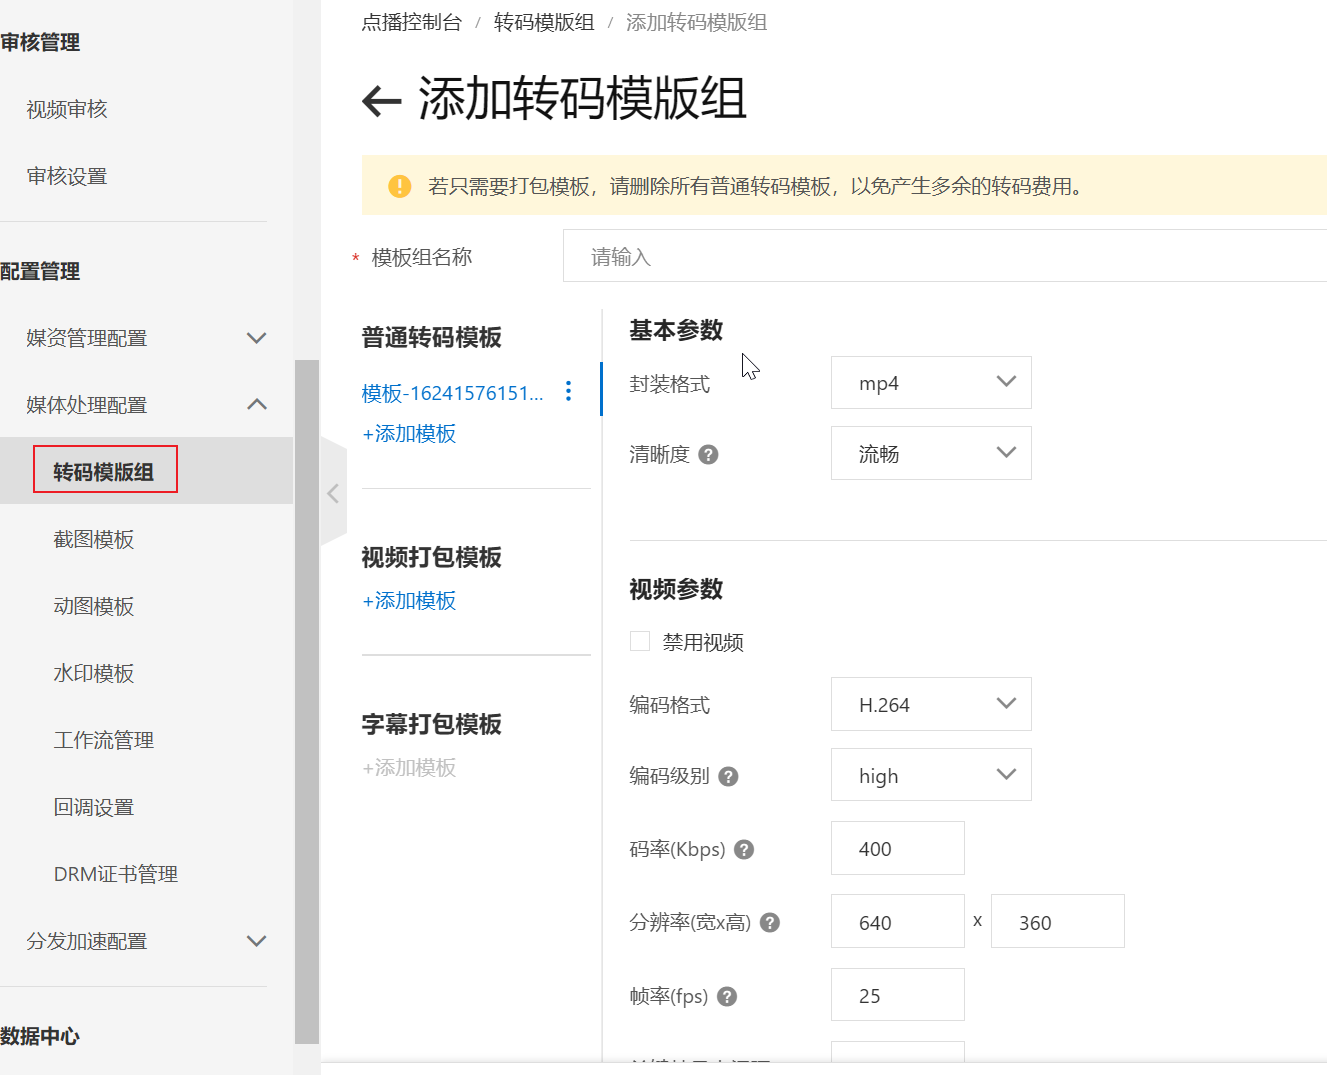 审核管理
视频审核
审核设置
配置管理
媒资管理配置
媒体处理配置
转码模版组
截图模板
动图模板
水印模板
工作流管理
回调设置
DRM证书管理
分发加速配置
数据中心
点播控制台 / 转码模版组 / 添加转码模版组
添加转码模版组
若只需要打包模板，请删除所有普通转码模板，以免产生多余的转码费用。
* 模板组名称 请输入
普通转码模板
模板-16241576151...
+添加模板
视频打包模板
+添加模板
字幕打包模板
+添加模板
基本参数
封装格式 mp4
清晰度 流畅
视频参数
禁用视频
编码格式 H.264
编码级别 high
码率(Kbps) 400
分辨率(宽x高) 640 x 360
帧率(fps) 25